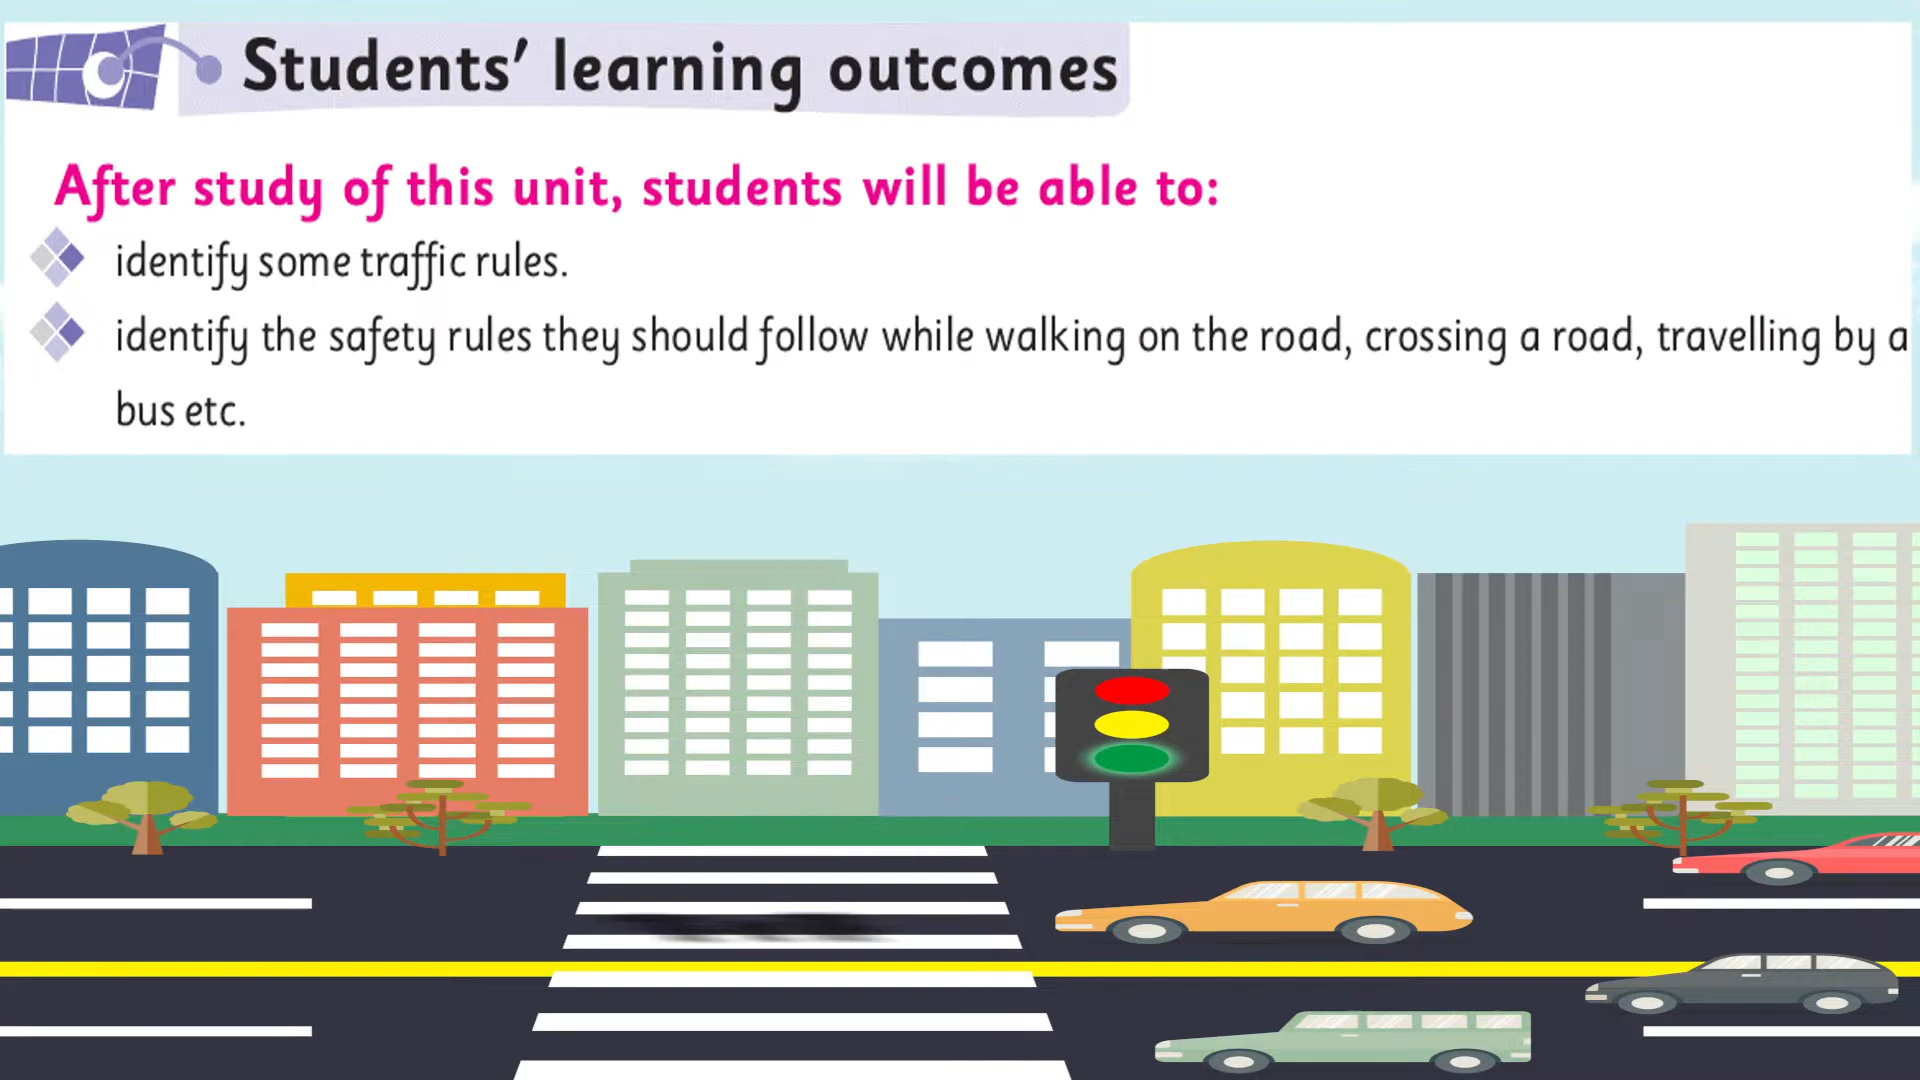 Students’ learning outcomes
After study of this unit, students will be able to:
identify some traffic rules.
identify the safety rules they should follow while walking on the road, crossing a road, travelling by a
bus etc.